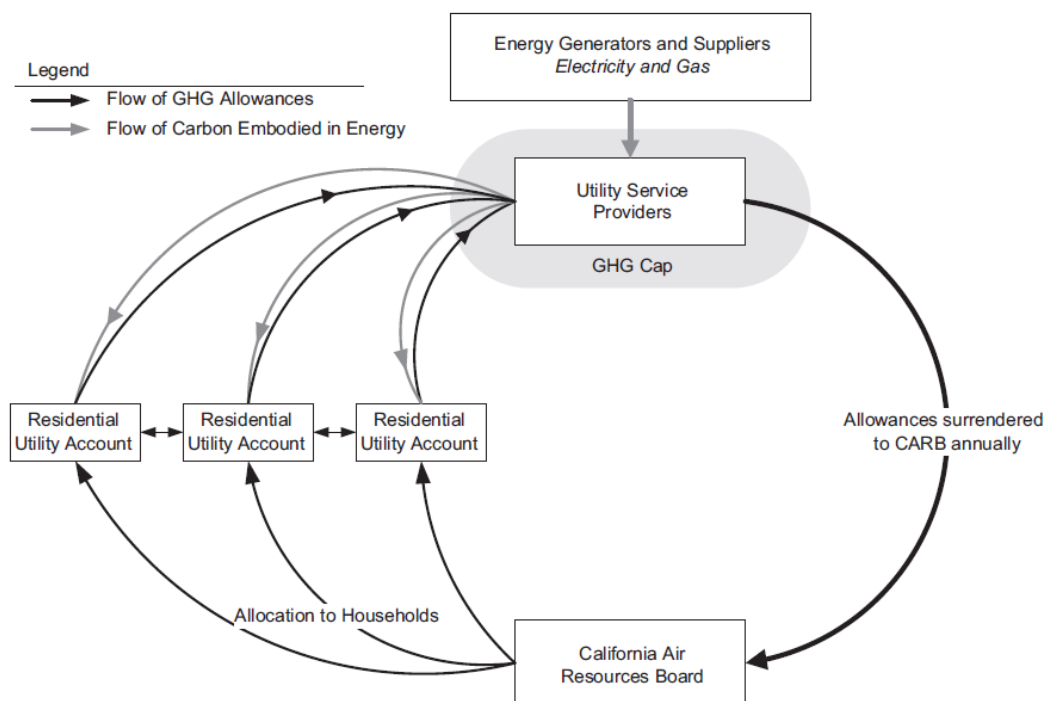 Energy Generators and Suppliers
Electricity and Gas
Legend
Flow of GHG Allowances
Flow of Carbon Embodied in Energy
Utility Service
Providers
GHG Cap
Residential
Utility Account
Residential
Utility Account
Residential
Utility Account
Allowances surrendered
to CARB annually
Allocation to Households
California Air
Resources Board